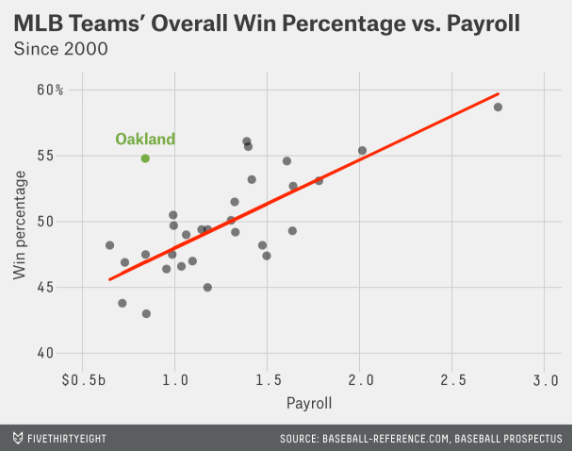 MLB Teams’ Overall Win Percentage vs. Payroll
Since 2000
60%
Oakland
55
50
45
40
Win percentage
$0.5b 1.0 1.5 2.0 2.5 3.0
Payroll
FIVETHIRTYEIGHT
SOURCE: BASEBALL-REFERENCE.COM, BASEBALL PROSPECTUS